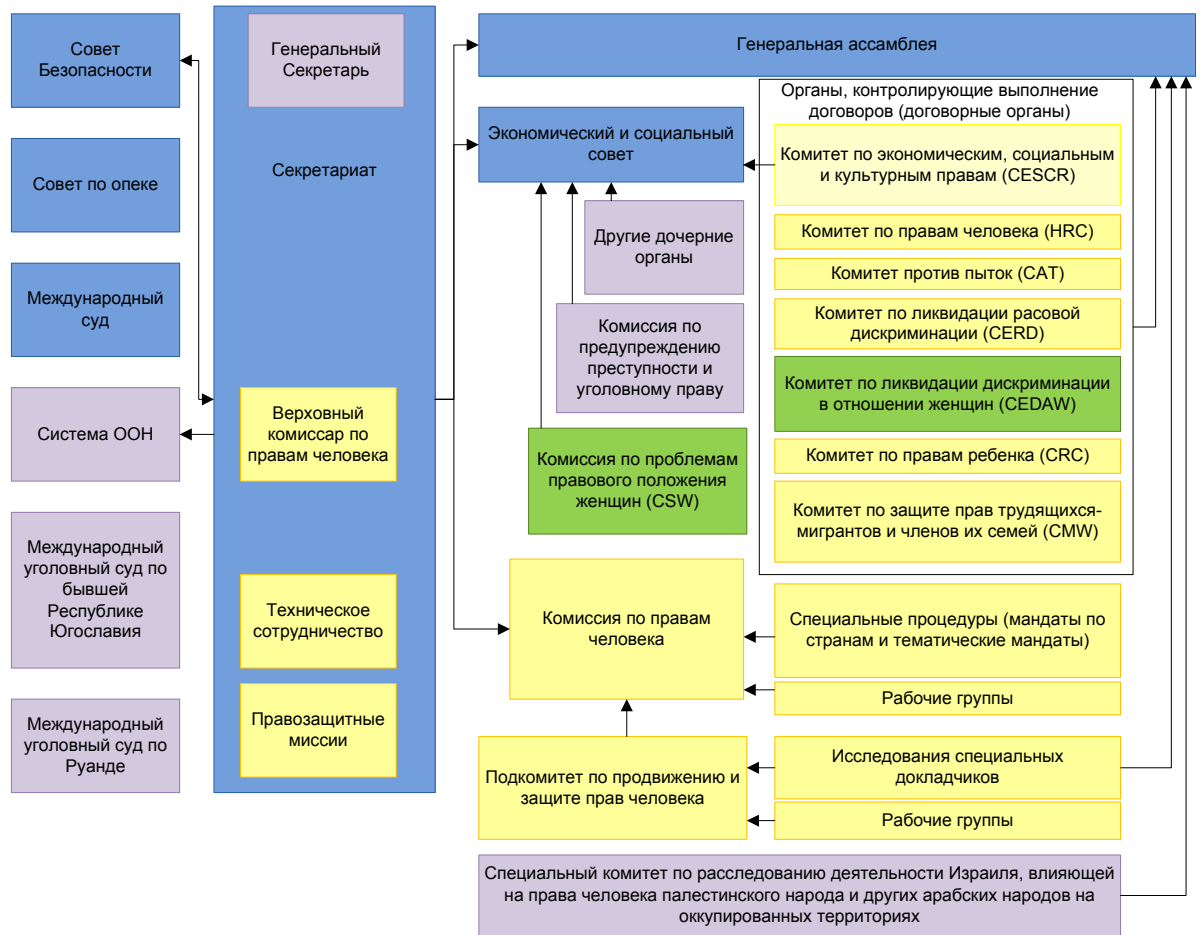 Совет
Безопасности
Совет по опеке
Международный
суд
Система ООН
Международный
уголовный суд по
бывшей
Республике
Югославия
Международный
уголовный суд по
Руанде
Генеральный
Секретарь
Секретариат
Верховный
комиссар по
правам человека
Техническое
сотрудничество
Правозащитные
миссии
Генеральная ассамблея
Экономический и социальный
совет
Другие дочерние
органы
Комиссия по
предупреждению
преступности и
уголовному праву
Комиссия по проблемам
правового положения
женщин (CSW)
Комиссия по правам
человека
Подкомитет по продвижению и
защите прав человека
Органы, контролирующие выполнение
договоров (договорные органы)
Комитет по экономическим, социальным
и культурным правам (CESCR)
Комитет по правам человека (HRC)
Комитет против пыток (CAT)
Комитет по ликвидации расовой
дискриминации (CERD)
Комитет по ликвидации дискриминации
в отношении женщин (CEDAW)
Комитет по правам ребенка (CRC)
Комитет по защите прав трудящихся-
мигрантов и членов их семей (CMW)
Специальные процедуры (мандаты по
странам и тематические мандаты)
Рабочие группы
Исследования специальных
докладчиков
Рабочие группы
Специальный комитет по расследованию деятельности Израиля, влияющей
на права человека палестинского народа и других арабских народов на
оккупированных территориях